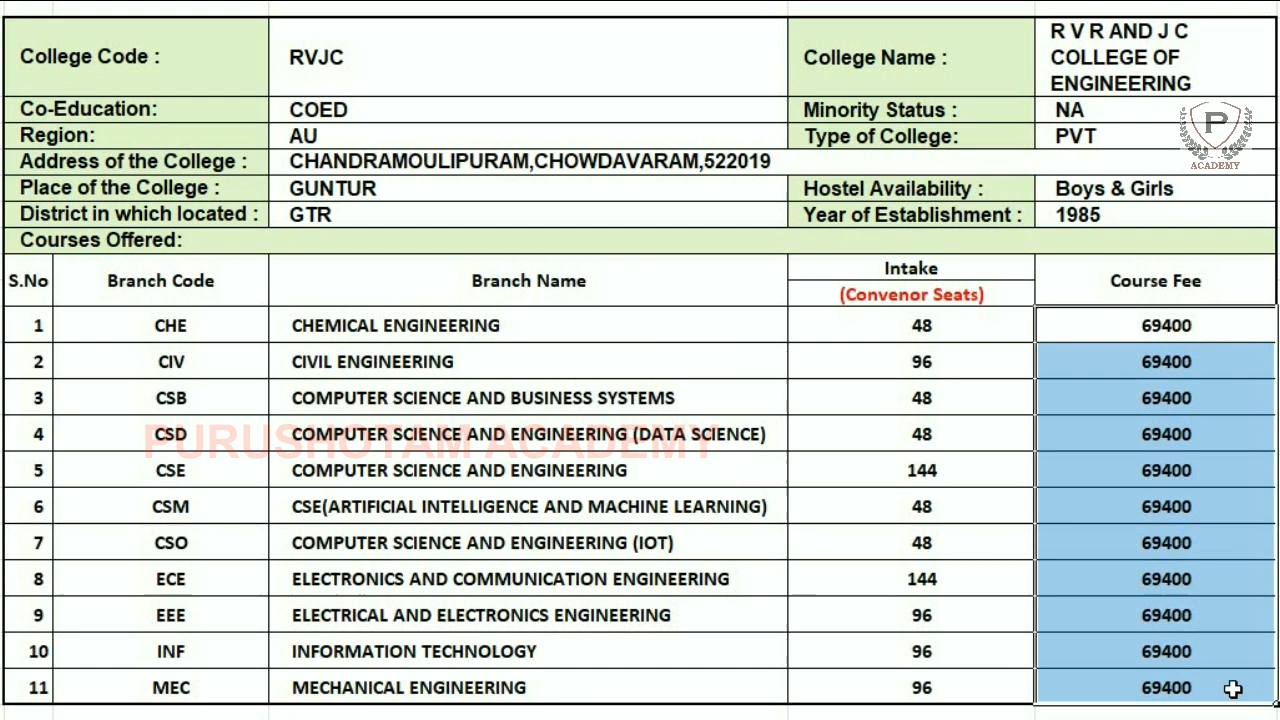 College Code : RVJC College Name : R V R AND J C
COLLEGE OF
ENGINEERING
Co-Education: COED Minority Status : NA
Region: AU Type of College: PVT
Address of the College : CHANDRAMOULIPURAM,CHOWDAVARAM,522019
Place of the College : GUNTUR Hostel Availability : Boys & Girls
District in which located : GTR Year of Establishment : 1985
P
ACADEMY
Courses Offered:
S.No Branch Code Branch Name Intake Course Fee
(Convenor Seats)
1 CHE CHEMICAL ENGINEERING 48 69400
2 CIV CIVIL ENGINEERING 96 69400
3 CSB COMPUTER SCIENCE AND BUSINESS SYSTEMS 48 69400
4 CSD COMPUTER SCIENCE AND ENGINEERING (DATA SCIENCE) 48 69400
PURUSHOTAM ACADEMY
5 CSE COMPUTER SCIENCE AND ENGINEERING 144 69400
6 CSM CSE(ARTIFICIAL INTELLIGENCE AND MACHINE LEARNING) 48 69400
7 CSO COMPUTER SCIENCE AND ENGINEERING (IOT) 48 69400
8 ECE ELECTRONICS AND COMMUNICATION ENGINEERING 144 69400
9 EEE ELECTRICAL AND ELECTRONICS ENGINEERING 96 69400
10 INF INFORMATION TECHNOLOGY 96 69400
11 MEC MECHANICAL ENGINEERING 96 69400